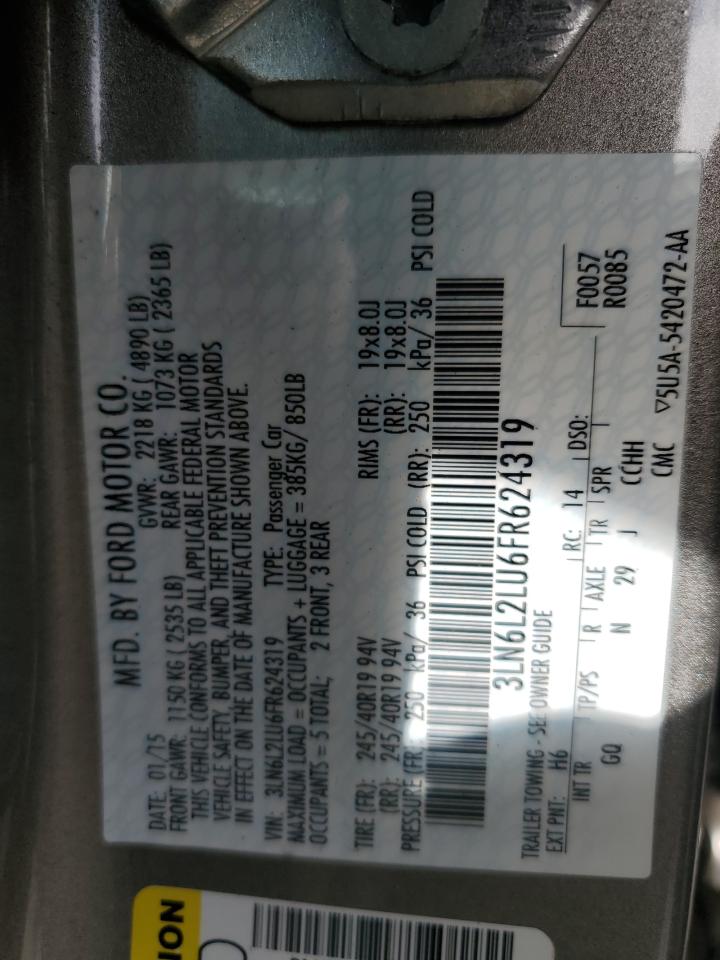 MFD. BY FORD MOTOR CO.
DATE: 01/15 GVWR: 2218 KG ( 4890 LB)
FRONT GAWR: 1150 KG ( 2535 LB) REAR GAWR: 1073 KG ( 2365 LB)
THIS VEHICLE CONFORMS TO ALL APPLICABLE FEDERAL MOTOR
VEHICLE SAFETY, BUMPER, AND THEFT PREVENTION STANDARDS
IN EFFECT ON THE DATE OF MANUFACTURE SHOWN ABOVE.
VIN: 3LN6L2LU6FR624319 TYPE: Passenger Car
MAXIMUM LOAD = OCCUPANTS + LUGGAGE = 385KG/ 850LB
OCCUPANTS = 5 TOTAL; 2 FRONT, 3 REAR
TIRE (FR): 245/40R19 94V RIMS (FR): 19x8.0J
(RR): 245/40R19 94V (RR): 19x8.0J
PRESSURE (FR): 250 kPa/ 36 PSI COLD (RR): 250 kPa/ 36 PSI COLD
3LN6L2LU6FR624319
TRAILER TOWING - SEE OWNER GUIDE
EXT PNT: H6 RC: 14 DSO: F0057
R0085
INT TR TP/PS R AXLE TR SPR
GQ N 29 J CCHH
CMC ▽5U5A-5420472-AA
ION